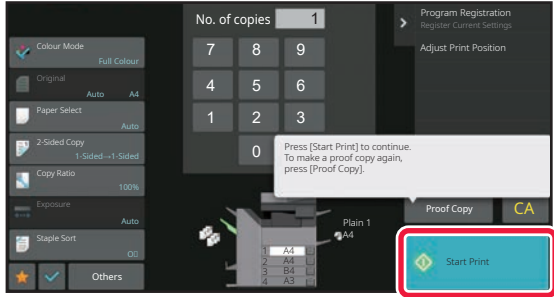 No. of copies 1
Program Registration
Register Current Settings
Adjust Print Position
Colour Mode
Full Colour
Original
Auto A4
Paper Select
Auto
2-Sided Copy
1-Sided→1-Sided
Copy Ratio
100%
Exposure
Auto
Staple Sort
Others
7 8 9
4 5 6
1 2 3
0
Press [Start Print] to continue.
To make a proof copy again,
press [Proof Copy].
Proof Copy
CA
Plain 1
A4
1 A4
2 A4
3 B4
4 A3
Start Print